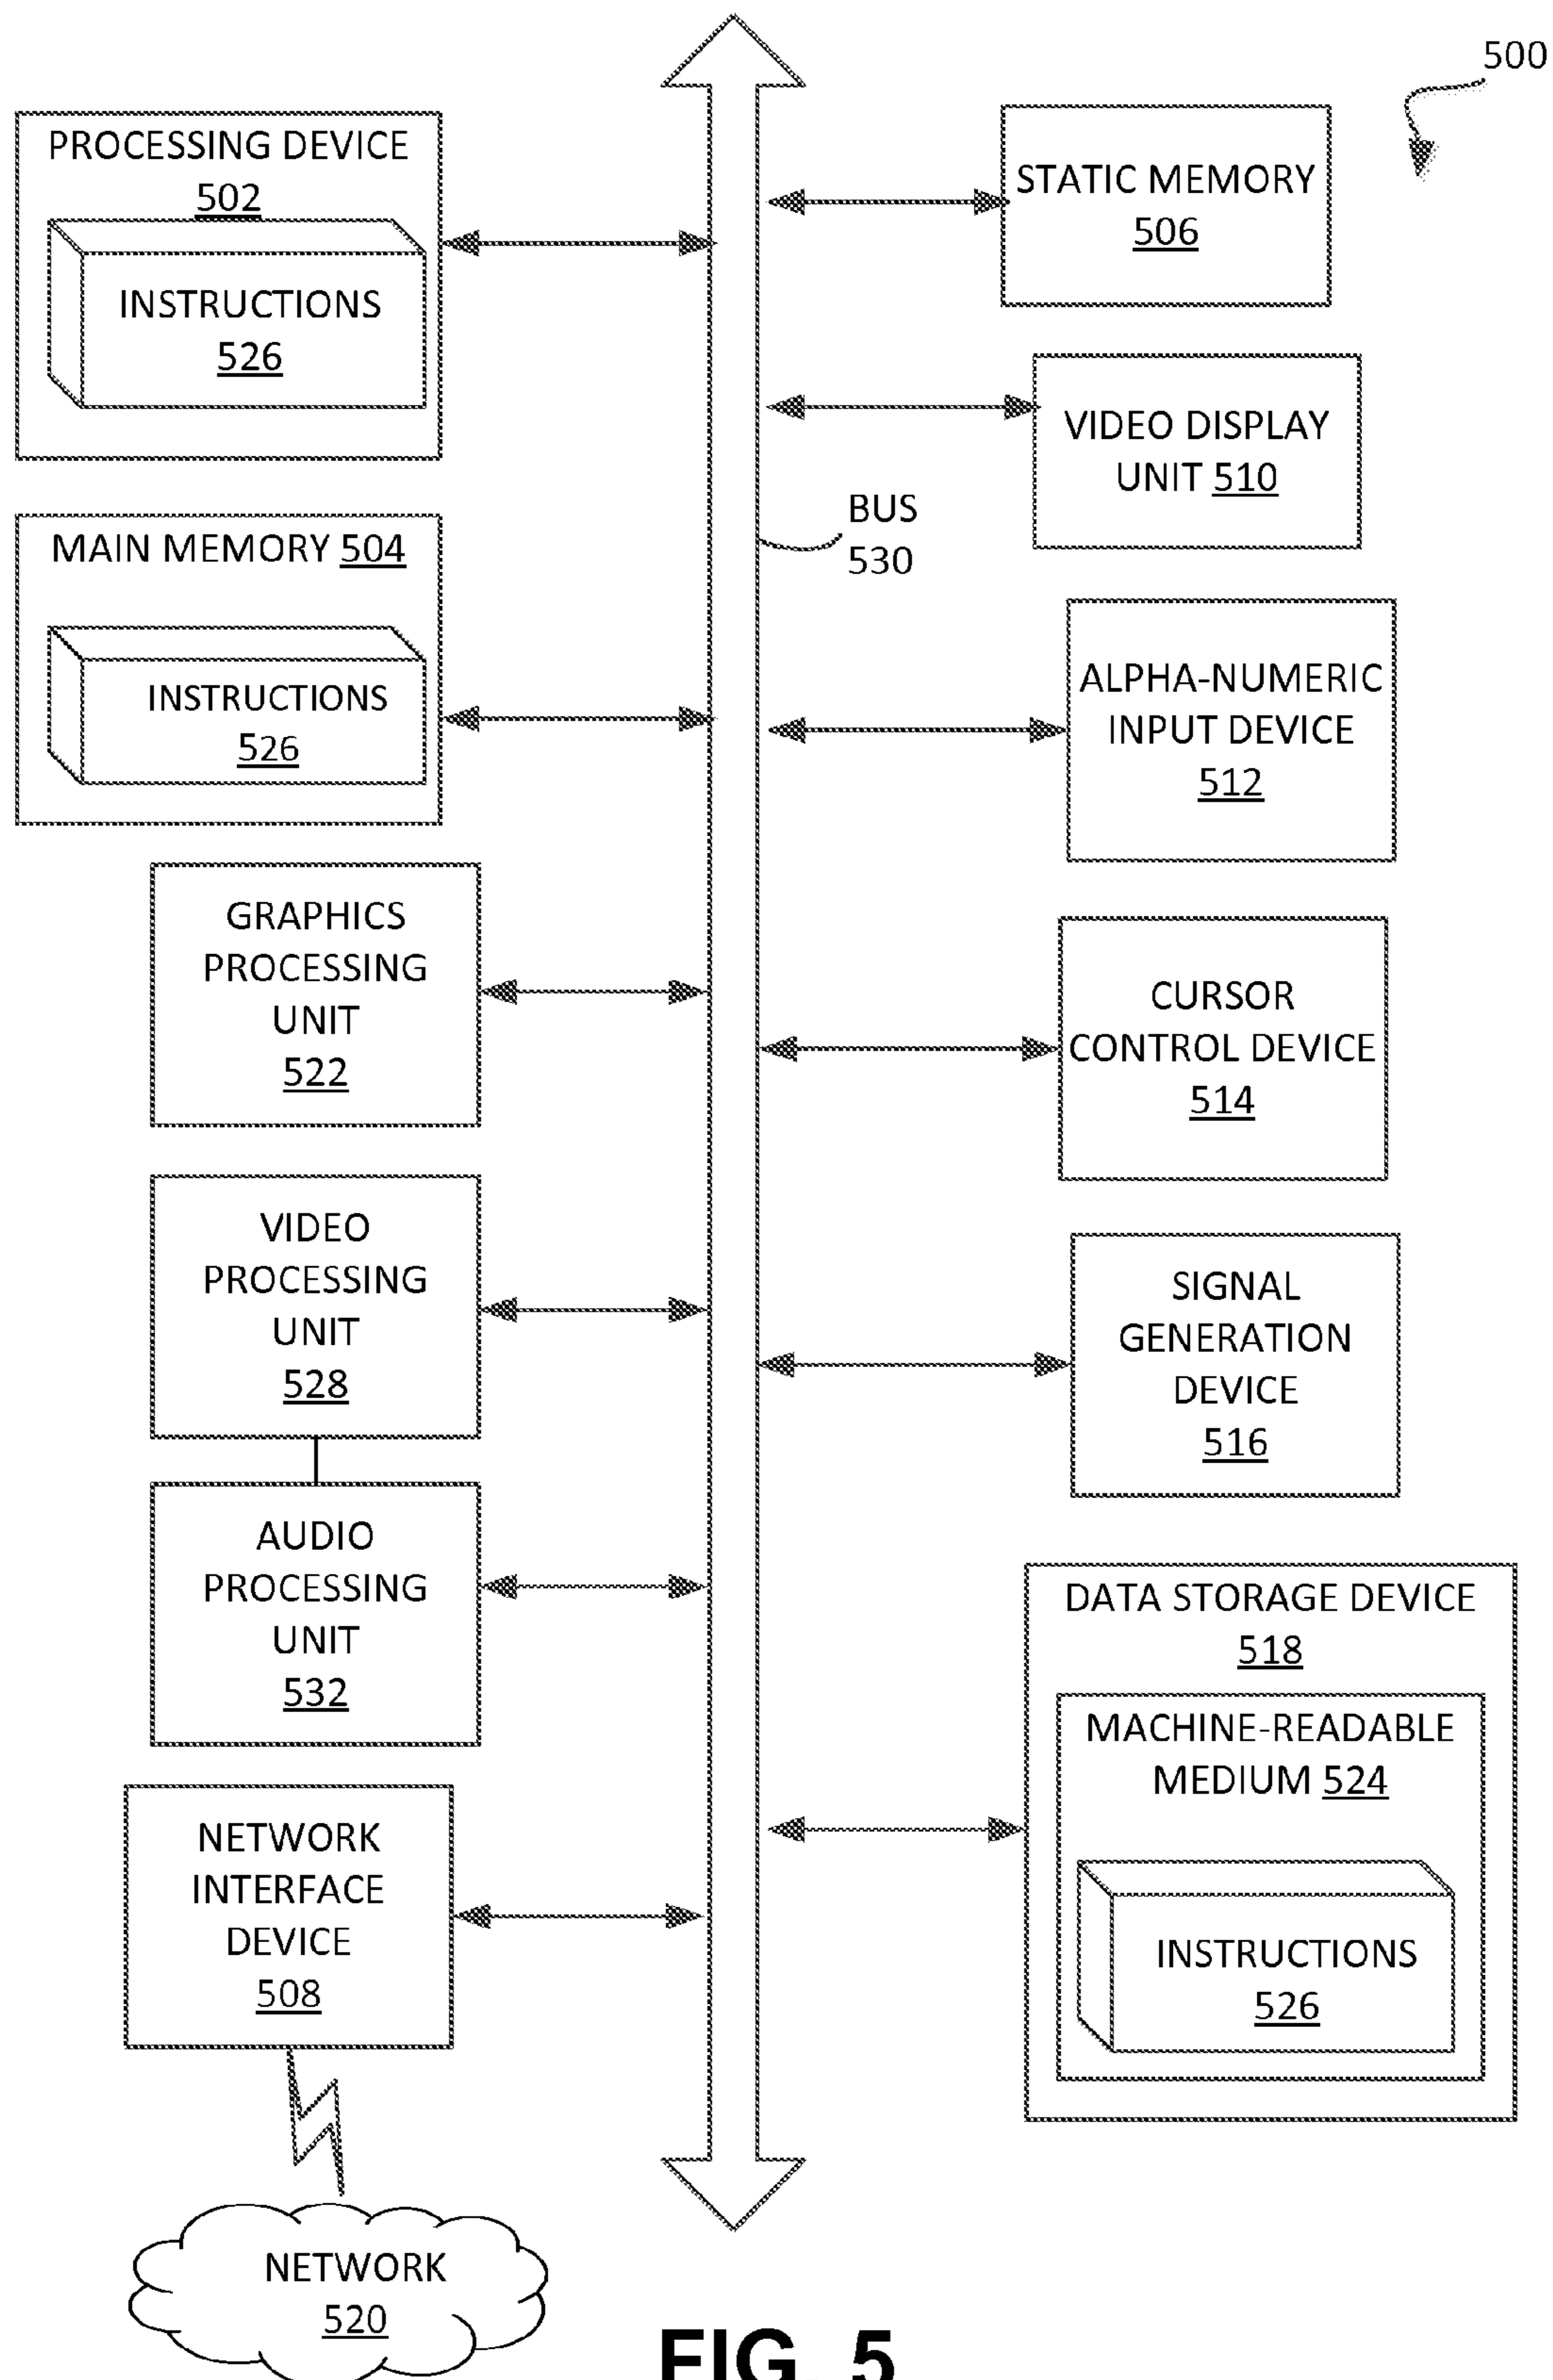 500
PROCESSING DEVICE
502
INSTRUCTIONS
526
MAIN MEMORY 504
INSTRUCTIONS
526
GRAPHICS
PROCESSING
UNIT
522
VIDEO
PROCESSING
UNIT
528
AUDIO
PROCESSING
UNIT
532
NETWORK
INTERFACE
DEVICE
508
NETWORK
520
BUS
530
STATIC MEMORY
506
VIDEO DISPLAY
UNIT 510
ALPHA-NUMERIC
INPUT DEVICE
512
CURSOR
CONTROL DEVICE
514
SIGNAL
GENERATION
DEVICE
516
DATA STORAGE DEVICE
518
MACHINE-READABLE
MEDIUM 524
INSTRUCTIONS
526
FIG. 5